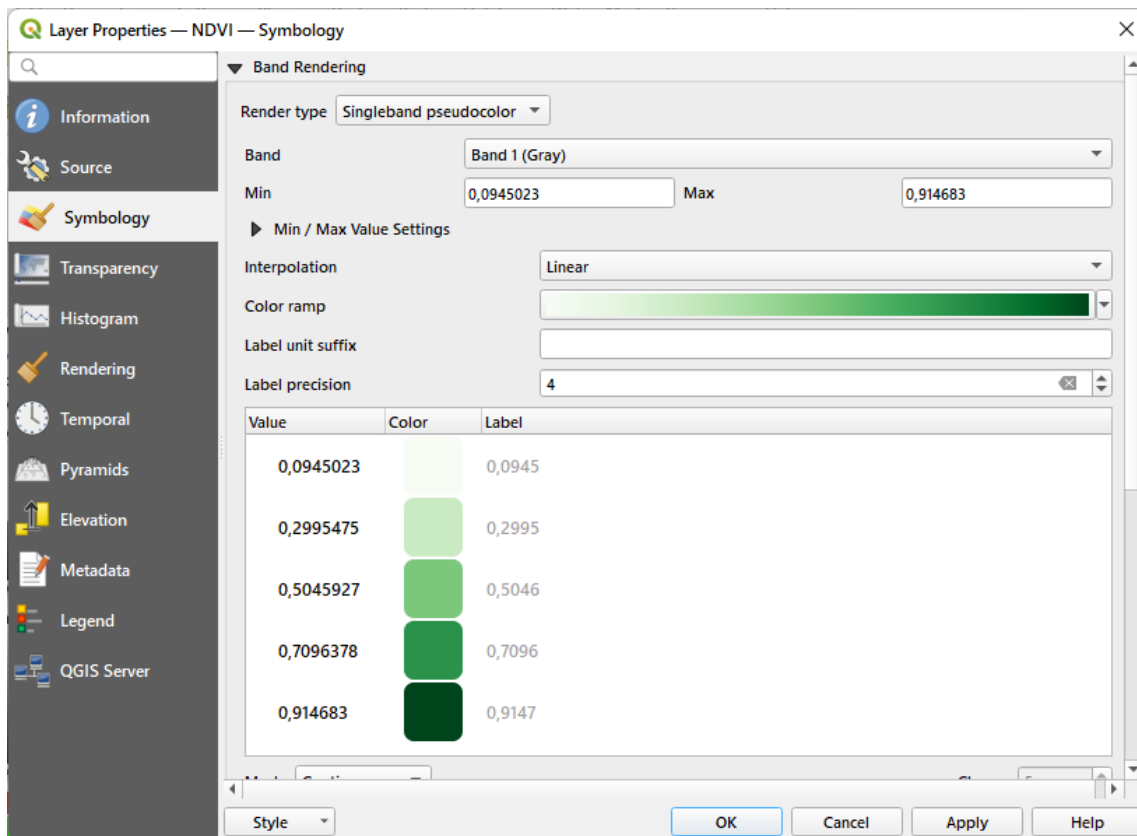 Layer Properties — NDVI — Symbology
Information
Source
Symbology
Transparency
Histogram
Rendering
Temporal
Pyramids
Elevation
Metadata
Legend
QGIS Server
Band Rendering
Render type Singleband pseudocolor
Band Band 1 (Gray)
Min 0,0945023 Max 0,914683
Min / Max Value Settings
Interpolation Linear
Color ramp
Label unit suffix
Label precision 4
Value Color Label
0,0945023 0,0945
0,2995475 0,2995
0,5045927 0,5046
0,7096378 0,7096
0,914683 0,9147
Style OK Cancel Apply Help